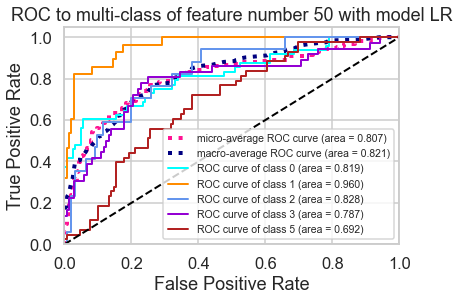 ROC to multi-class of feature number 50 with model LR
True Positive Rate
1.0
0.8
0.6
0.4
0.2
0.0
micro-average ROC curve (area = 0.807)
macro-average ROC curve (area = 0.821)
ROC curve of class 0 (area = 0.819)
ROC curve of class 1 (area = 0.960)
ROC curve of class 2 (area = 0.828)
ROC curve of class 3 (area = 0.787)
ROC curve of class 5 (area = 0.692)
0.0 0.2 0.4 0.6 0.8 1.0
False Positive Rate